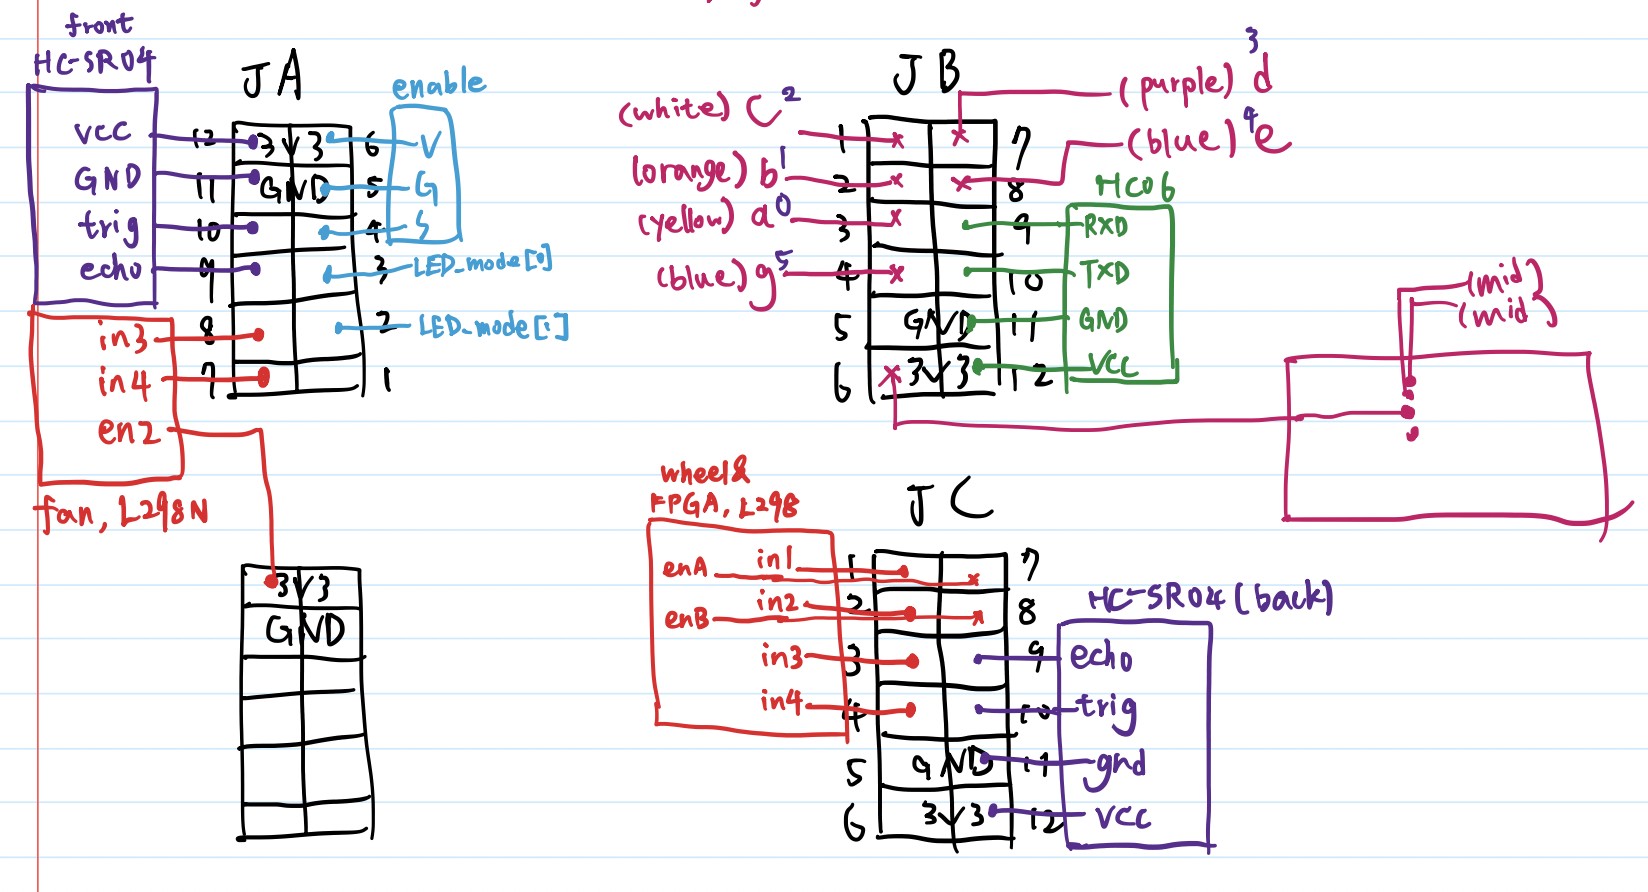 front
HC-SR04
JA
enable
vcc 12 3V3 6 V
GND 11 GND 5 G
trig 10 4 S
echo 9 3 LED_mode[0]
in3 8 2 LED_mode[1]
in4 7 1
en2
fan, L298N
3V3
GND
JB
(purple) d 3
(white) c 2 1 7 (blue) e 4
(orange) b 1 2 8 HC06
(yellow) a 0 3 9 RXD
(blue) g 5 4 10 TXD
5 GND 11 GND
6 3V3 12 VCC
(mid)
(mid)
wheel&
FPGA, L298
JC
enA in1 1 7
enB in2 2 8 HC-SR04 (back)
in3 3 9 echo
in4 4 10 trig
5 GND 11 gnd
6 3V3 12 VCC